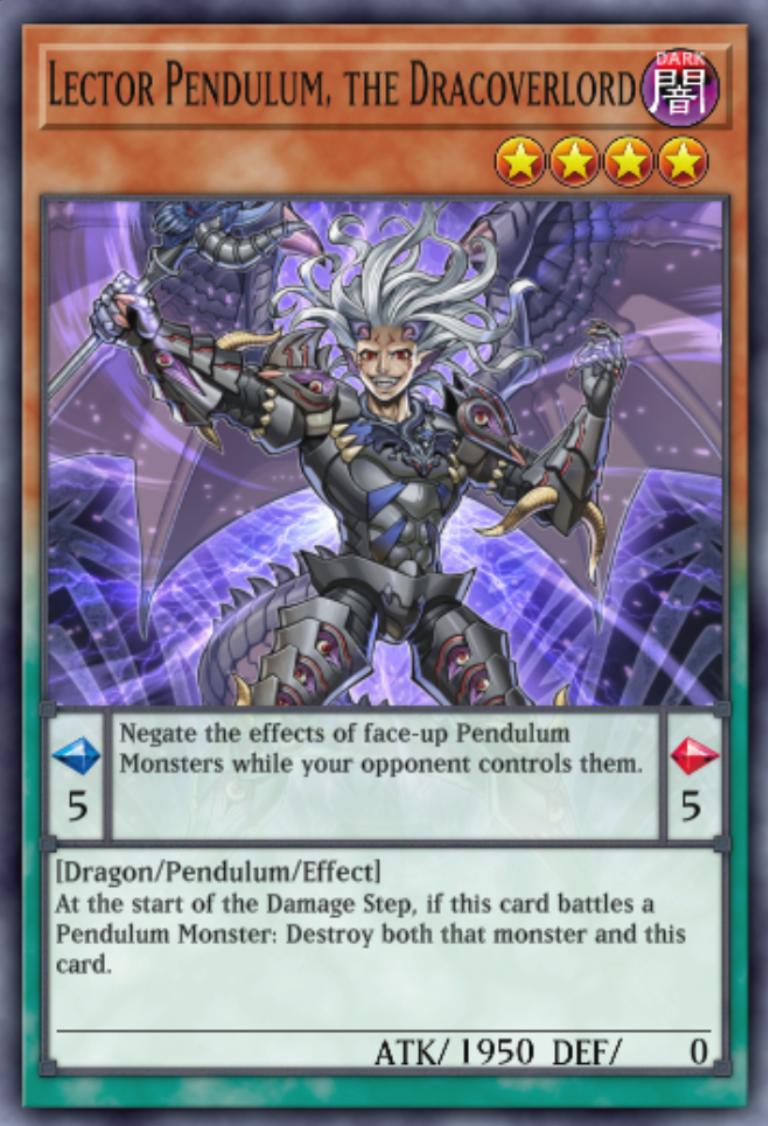 LECTOR PENDULUM, THE DRACOVERLORD
DARK
闇
11
Negate the effects of face-up Pendulum
Monsters while your opponent controls them.
5
5
[Dragon/Pendulum/Effect]
At the start of the Damage Step, if this card battles a
Pendulum Monster: Destroy both that monster and this
card.
ATK/ 1950 DEF/ 0